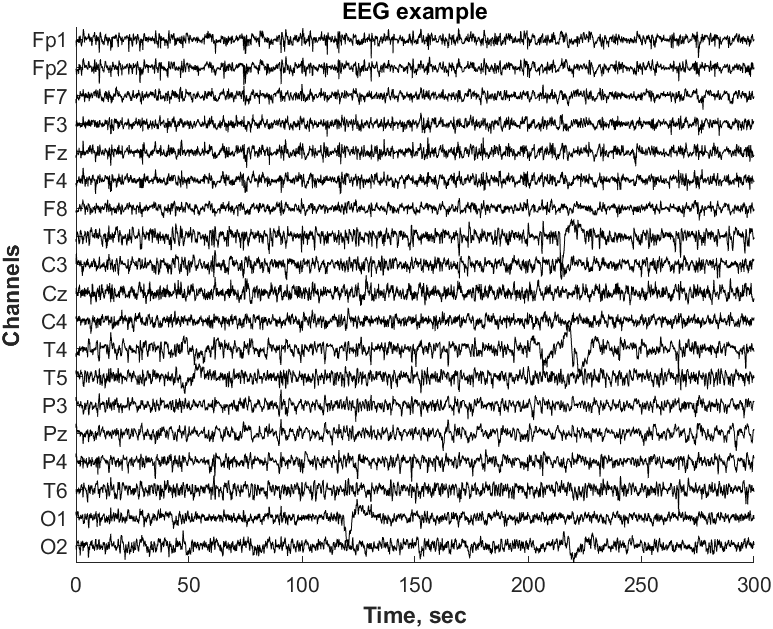 EEG example
Fp1
Fp2
F7
F3
Fz
F4
F8
T3
C3
Cz
C4
T4
T5
P3
Pz
P4
T6
O1
O2
Channels
0 50 100 150 200 250 300
Time, sec